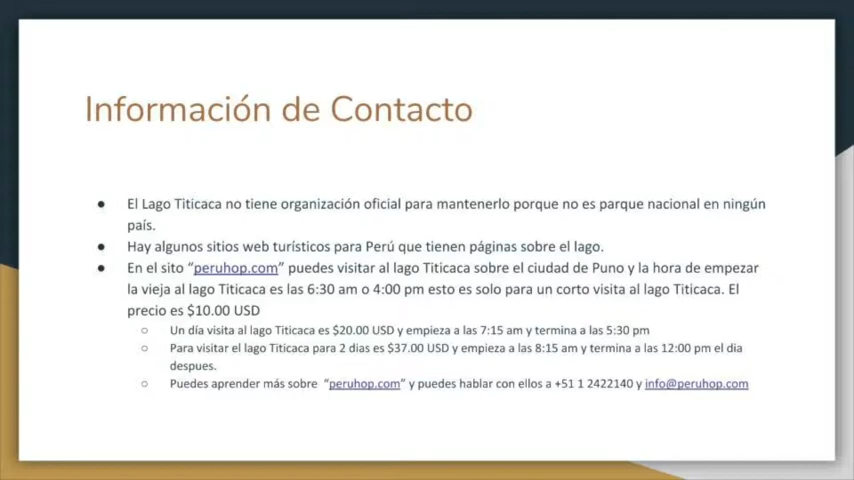 Información de Contacto
● El Lago Titicaca no tiene organización oficial para mantenerlo porque no es parque nacional en ningún
país.
● Hay algunos sitios web turísticos para Perú que tienen páginas sobre el lago.
● En el sito “peruhop.com” puedes visitar al lago Titicaca sobre el ciudad de Puno y la hora de empezar
la vieja al lago Titicaca es las 6:30 am o 4:00 pm esto es solo para un corto visita al lago Titicaca. El
precio es $10.00 USD
○ Un día visita al lago Titicaca es $20.00 USD y empieza a las 7:15 am y termina a las 5:30 pm
○ Para visitar el lago Titicaca para 2 dias es $37.00 USD y empieza a las 8:15 am y termina a las 12:00 pm el dia
despues.
○ Puedes aprender más sobre “peruhop.com” y puedes hablar con ellos a +51 1 2422140 y info@peruhop.com